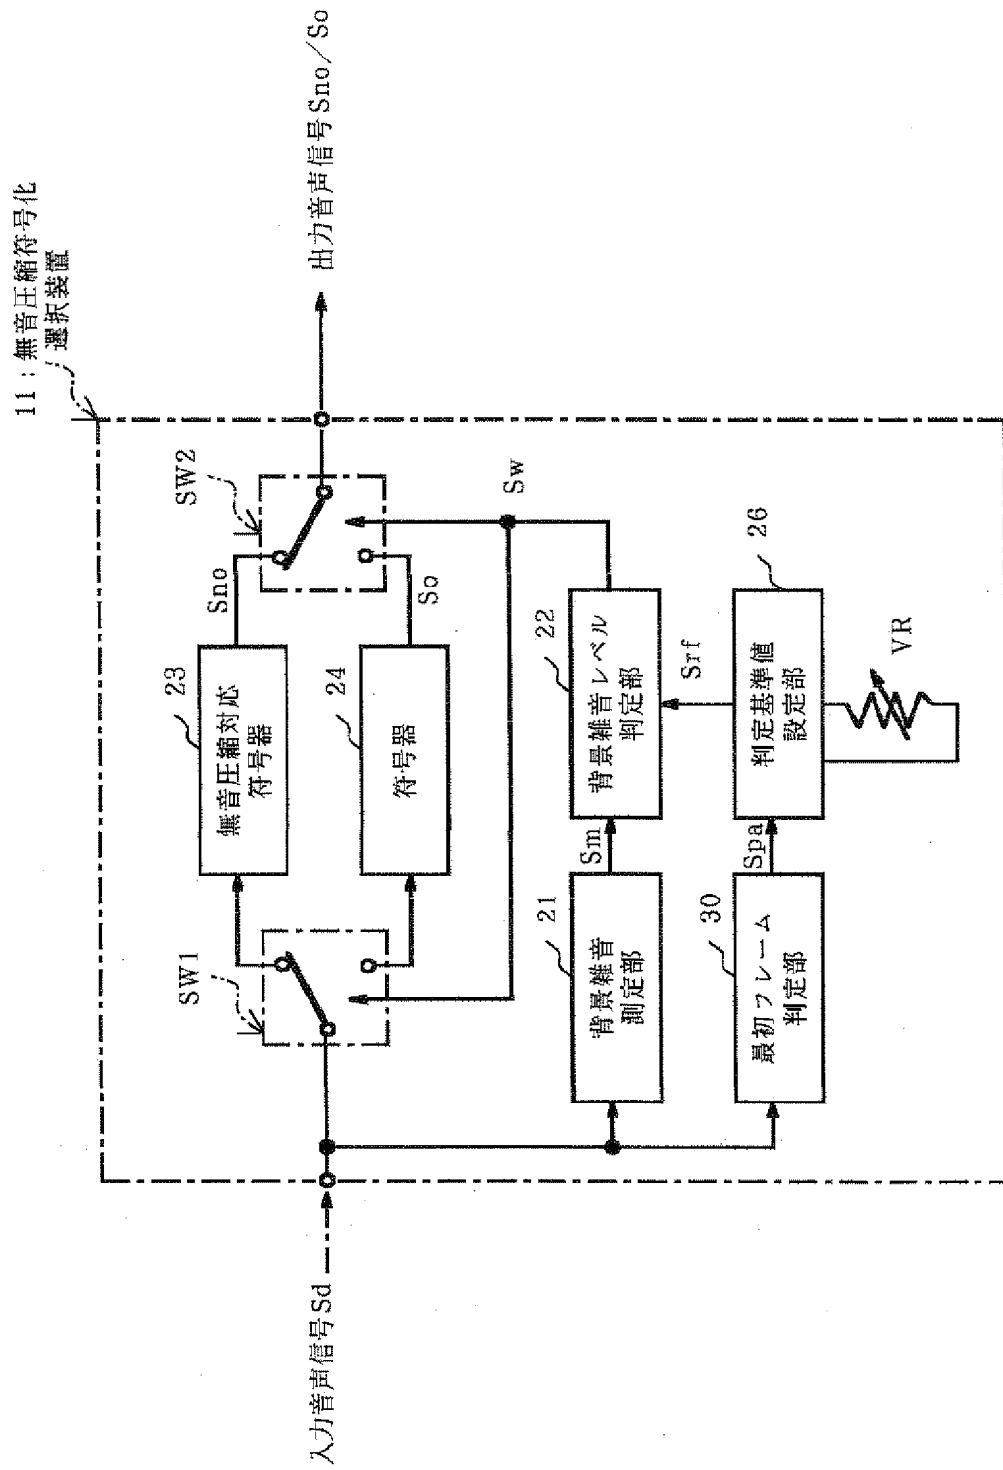 11：無音圧縮符号化
選択装置
入力音声信号Sd
出力音声信号Sno／So
SW1
SW2
23
無音圧縮対応
符号器
Sno
24
符号器
So
Sw
21
背景雑音
測定部
Sm
22
背景雑音レベル
判定部
Srf
30
最初フレーム
判定部
Spa
26
判定基準値
設定部
VR